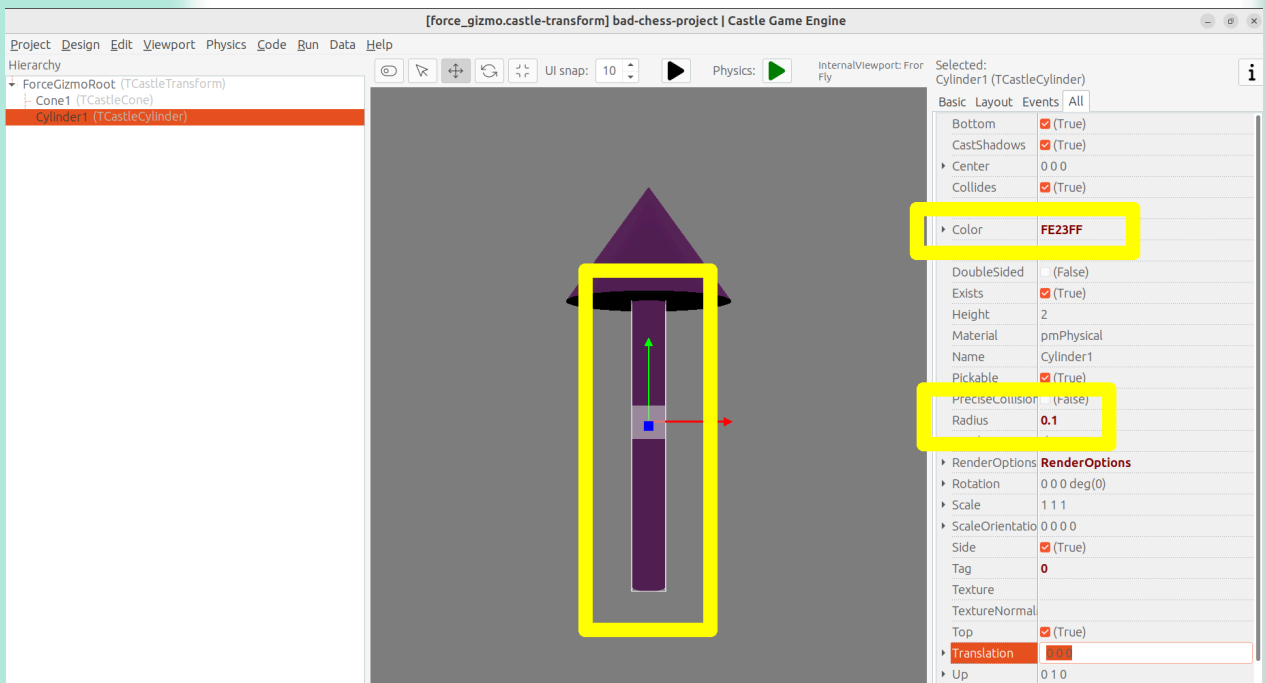 [force_gizmo.castle-transform] bad-chess-project | Castle Game Engine
Project Design Edit Viewport Physics Code Run Data Help
Hierarchy
ForceGizmoRoot (TCastleTransform)
Cone1 (TCastleCone)
Cylinder1 (TCastleCylinder)
UI snap: 10
Physics:
InternalViewport: Fror
Fly
Selected:
Cylinder1 (TCastleCylinder)
Basic Layout Events All
Bottom (True)
CastShadows (True)
Center 0 0 0
Collides (True)
Color FE23FF
DoubleSided (False)
Exists (True)
Height 2
Material pmPhysical
Name Cylinder1
Pickable (True)
PreciseCollision (False)
Radius 0.1
RenderOptions RenderOptions
Rotation 0 0 0 deg(0)
Scale 1 1 1
ScaleOrientatio 0 0 0 0
Side (True)
Tag 0
Texture
TextureNormal
Top (True)
Translation 0 0 0
Up 0 1 0